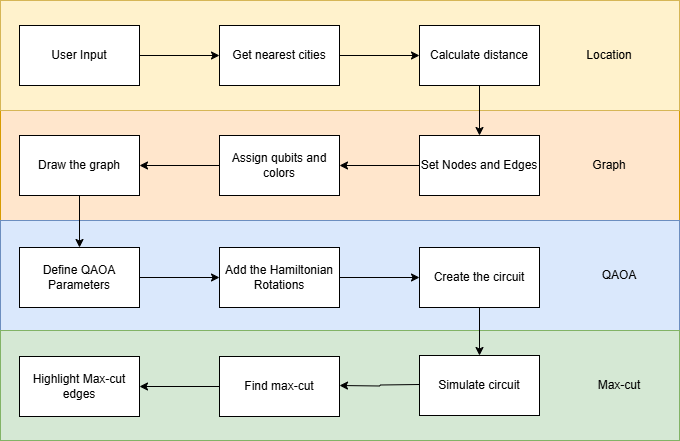 User Input
Get nearest cities
Calculate distance
Location
Draw the graph
Assign qubits and
colors
Set Nodes and Edges
Graph
Define QAOA
Parameters
Add the Hamiltonian
Rotations
Create the circuit
QAOA
Highlight Max-cut
edges
Find max-cut
Simulate circuit
Max-cut